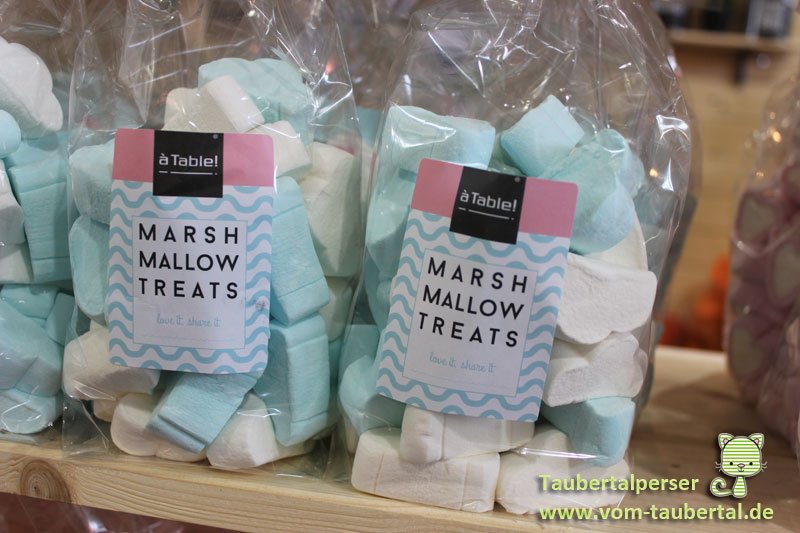 à Table!
MARSH
MALLOW
TREATS
love it, share it
à Table!
MARSH
MALLOW
TREATS
love it, share it
Taubertalperser
www.vom-taubertal.de